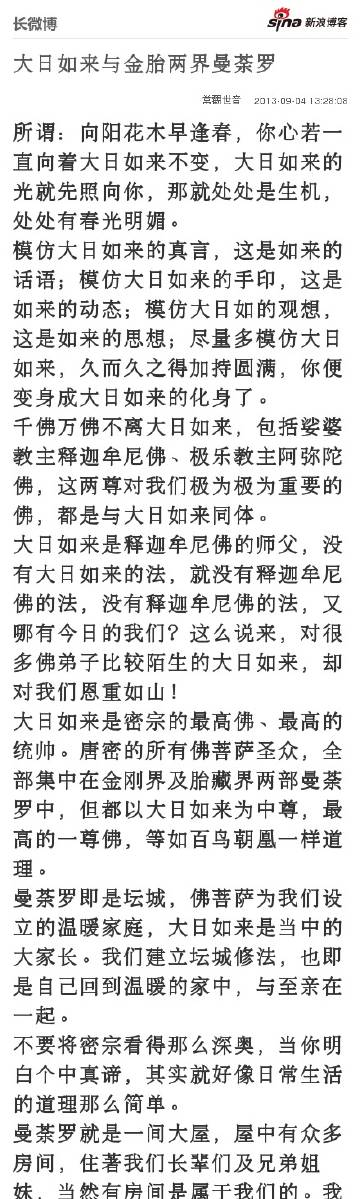 长微博
sina 新浪博客
大日如来与金胎两界曼荼罗
常觀世音 2013-09-04 13:28:08
所谓：向阳花木早逢春，你心若一
直向着大日如来不变，大日如来的
光就先照向你，那就处处是生机，
处处有春光明媚。
模仿大日如来的真言，这是如来的
话语；模仿大日如来的手印，这是
如来的动态；模仿大日如的观想，
这是如来的思想；尽量多模仿大日
如来，久而久之得加持圆满，你便
变身成大日如来的化身了。
千佛万佛不离大日如来，包括娑婆
教主释迦牟尼佛、极乐教主阿弥陀
佛，这两尊对我们极为极为重要的
佛，都是与大日如来同体。
大日如来是释迦牟尼佛的师父，没
有大日如来的法，就没有释迦牟尼
佛的法，没有释迦牟尼佛的法，又
哪有今日的我们？这么说来，对很
多佛弟子比较陌生的大日如来，却
对我们恩重如山！
大日如来是密宗的最高佛、最高的
统帅。唐密的所有佛菩萨圣众，全
部集中在金刚界及胎藏界两部曼荼
罗中，但都以大日如来为中尊，最
高的一尊佛，等如百鸟朝凰一样道
理。
曼荼罗即是坛城，佛菩萨为我们设
立的温暖家庭，大日如来是当中的
大家长。我们建立坛城修法，也即
是自己回到温暖的家中，与至亲在
一起。
不要将密宗看得那么深奥，当你明
白个中真谛，其实就好像日常生活
的道理那么简单。
曼荼罗就是一间大屋，屋中有众多
房间，住著我们长辈们及兄弟姐
妹，当然有房间是属于我们的。我